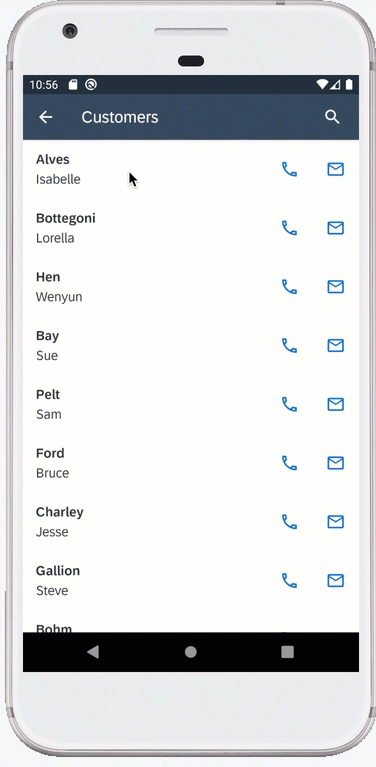 10:56
Customers
Alves
Isabelle
Bottegoni
Lorella
Hen
Wenyun
Bay
Sue
Pelt
Sam
Ford
Bruce
Charley
Jesse
Gallion
Steve
Bohm